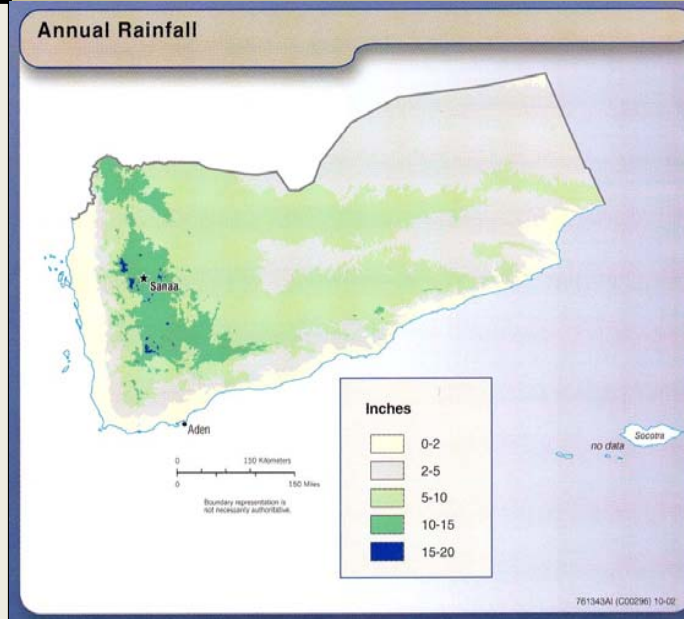 Annual Rainfall
Sanaa
Aden
0 150 Kilometers
0 150 Miles
Boundary representation is
not necessarily authoritative.
Inches
0-2
2-5
5-10
10-15
15-20
Socotra
no data
761343AI (C00296) 10-02